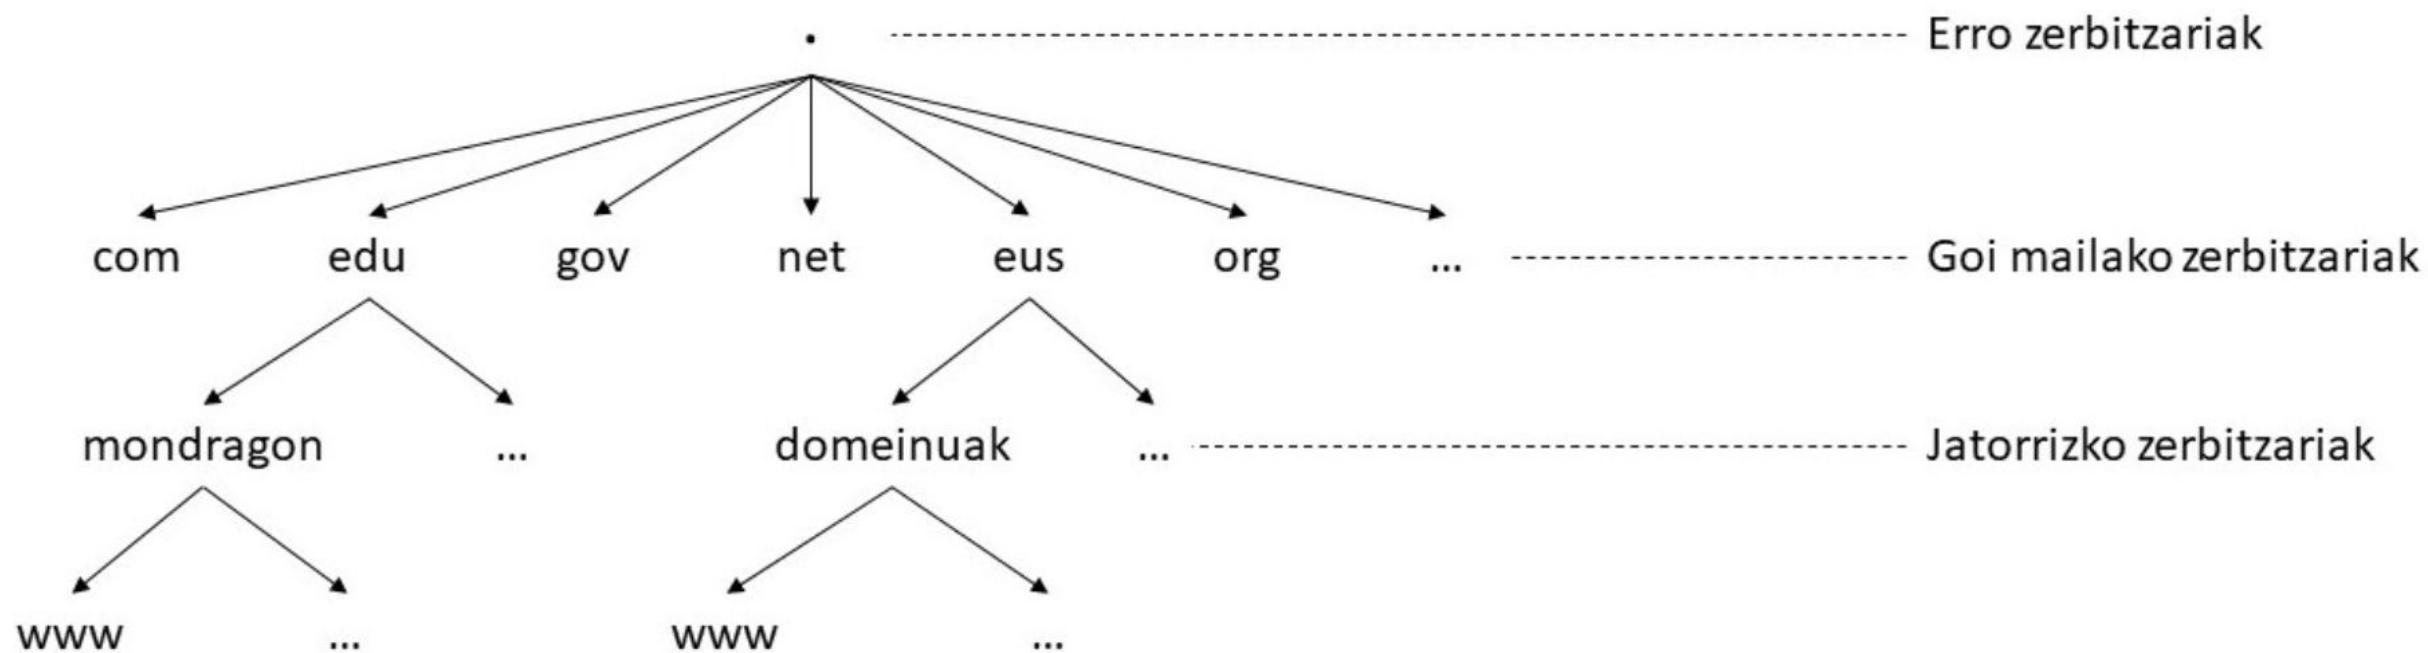 . Erro zerbitzariak
com edu gov net eus org ... Goi mailako zerbitzariak
mondragon ... domeinuak ... Jatorrizko zerbitzariak
www ... www ...